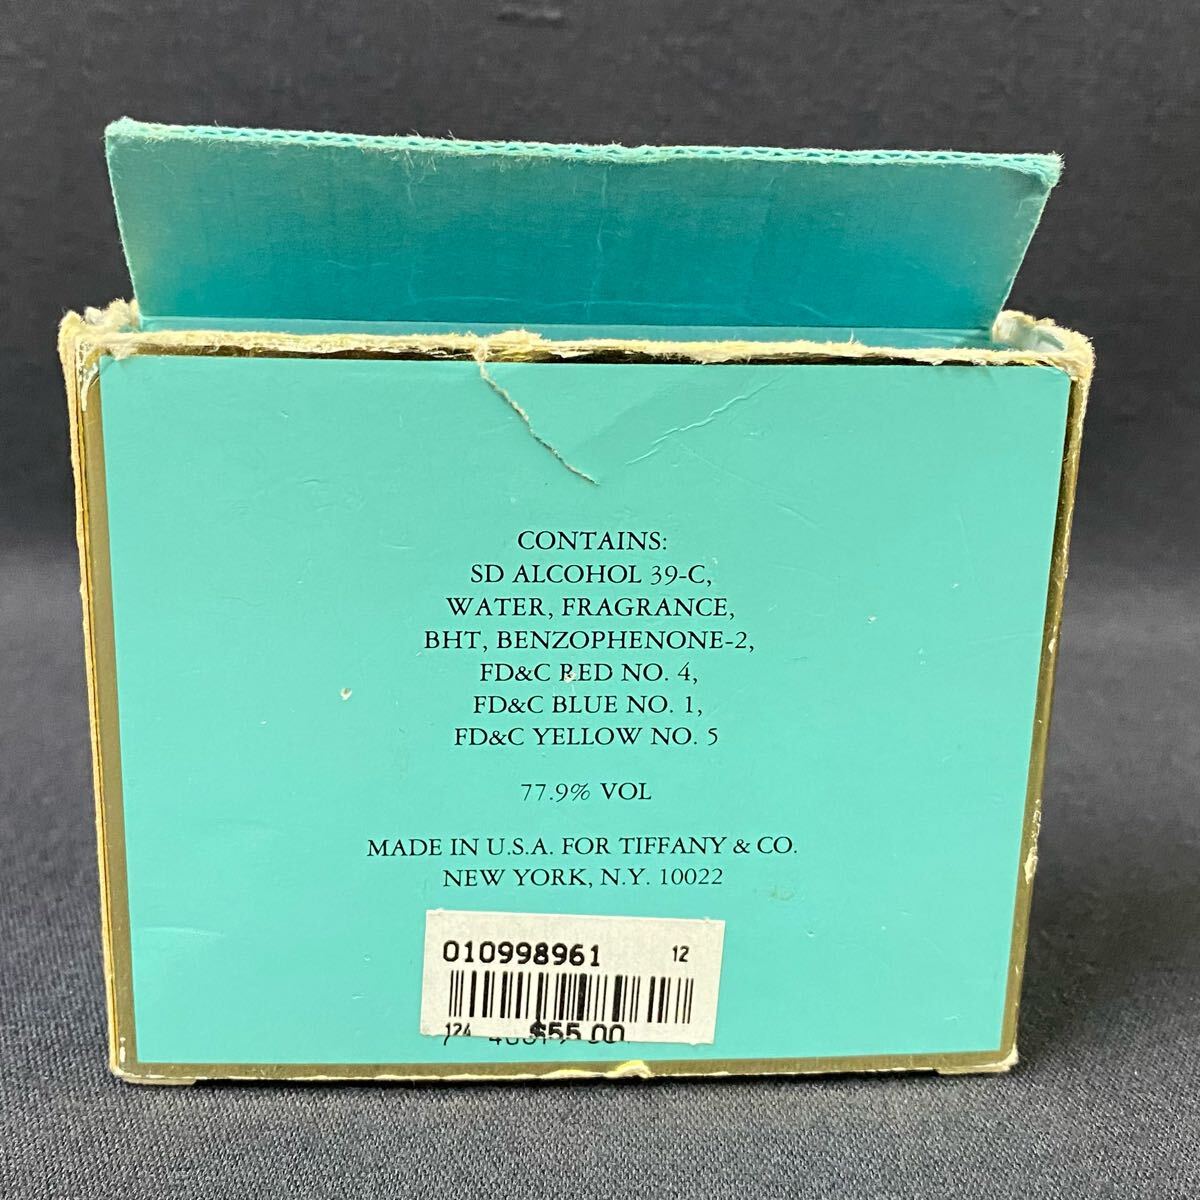 CONTAINS:
SD ALCOHOL 39-C,
WATER, FRAGRANCE,
BHT, BENZOPHENONE-2,
FD&C RED NO. 4,
FD&C BLUE NO. 1,
FD&C YELLOW NO. 5
77.9% VOL
MADE IN U.S.A. FOR TIFFANY & CO.
NEW YORK, N.Y. 10022
010998961 12
124 $55.00